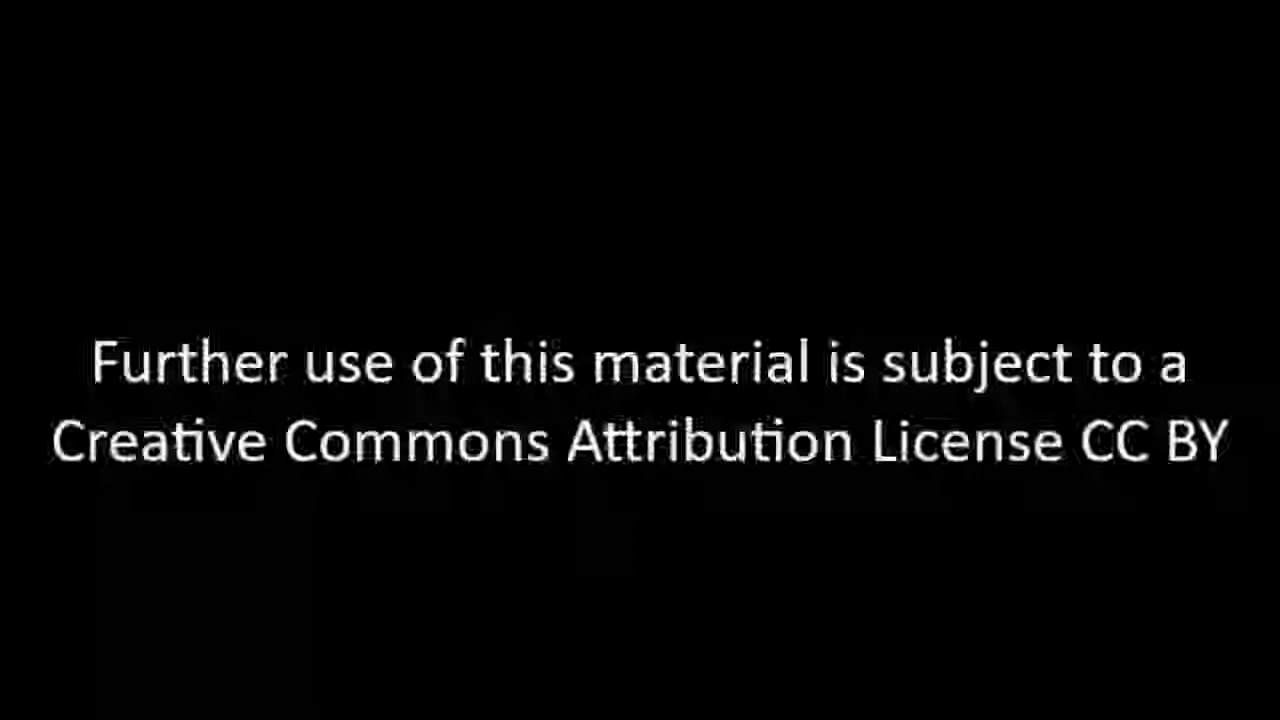 Further use of this material is subject to a
Creative Commons Attribution License CC BY